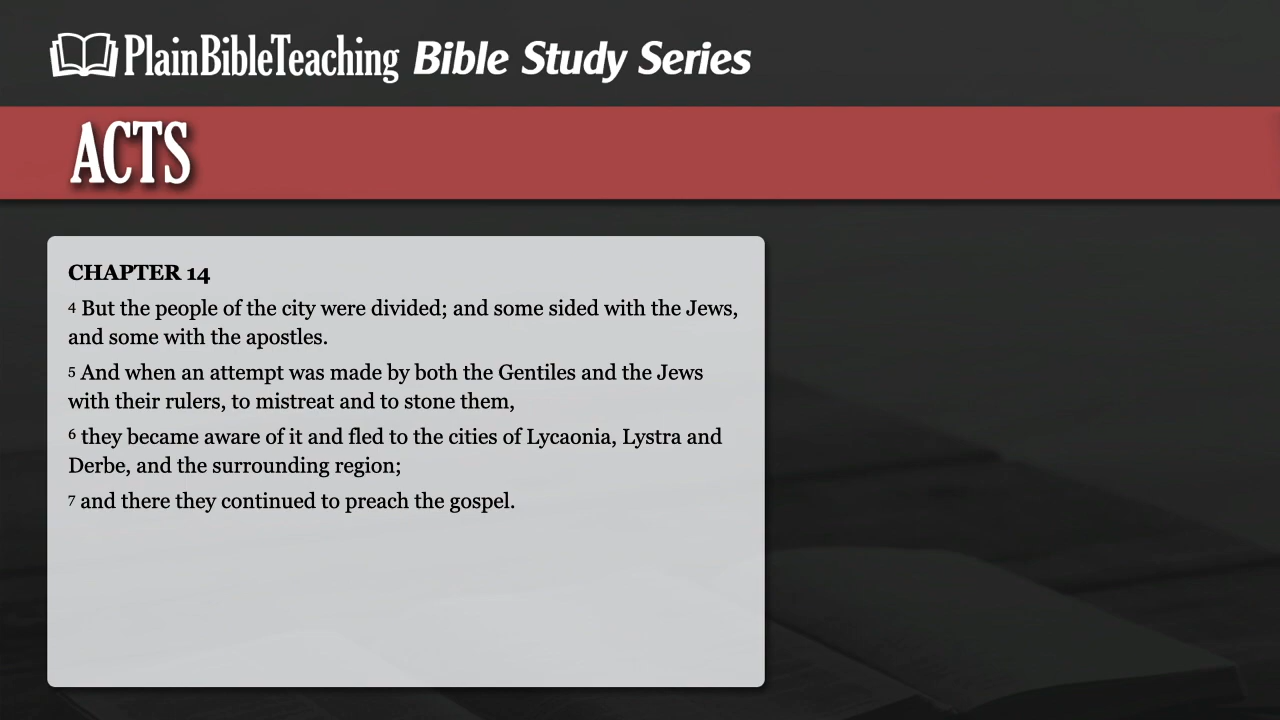 PlainBibleTeaching Bible Study Series
ACTS
CHAPTER 14
4 But the people of the city were divided; and some sided with the Jews,
and some with the apostles.
5 And when an attempt was made by both the Gentiles and the Jews
with their rulers, to mistreat and to stone them,
6 they became aware of it and fled to the cities of Lycaonia, Lystra and
Derbe, and the surrounding region;
7 and there they continued to preach the gospel.